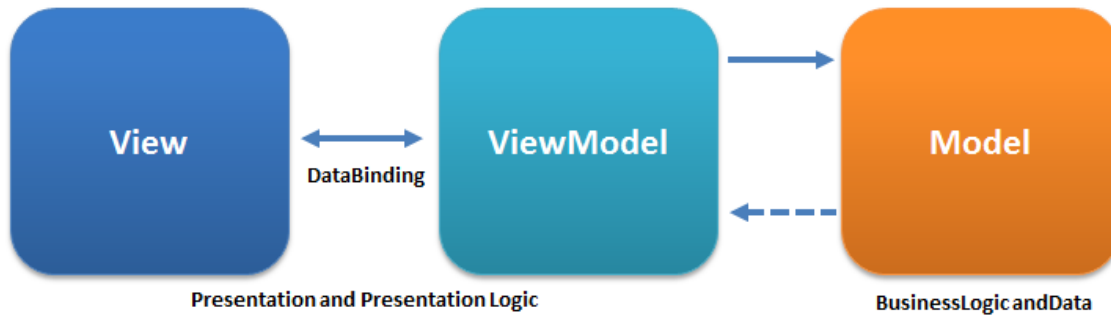 View
ViewModel
Model
DataBinding
Presentation and Presentation Logic
BusinessLogic andData